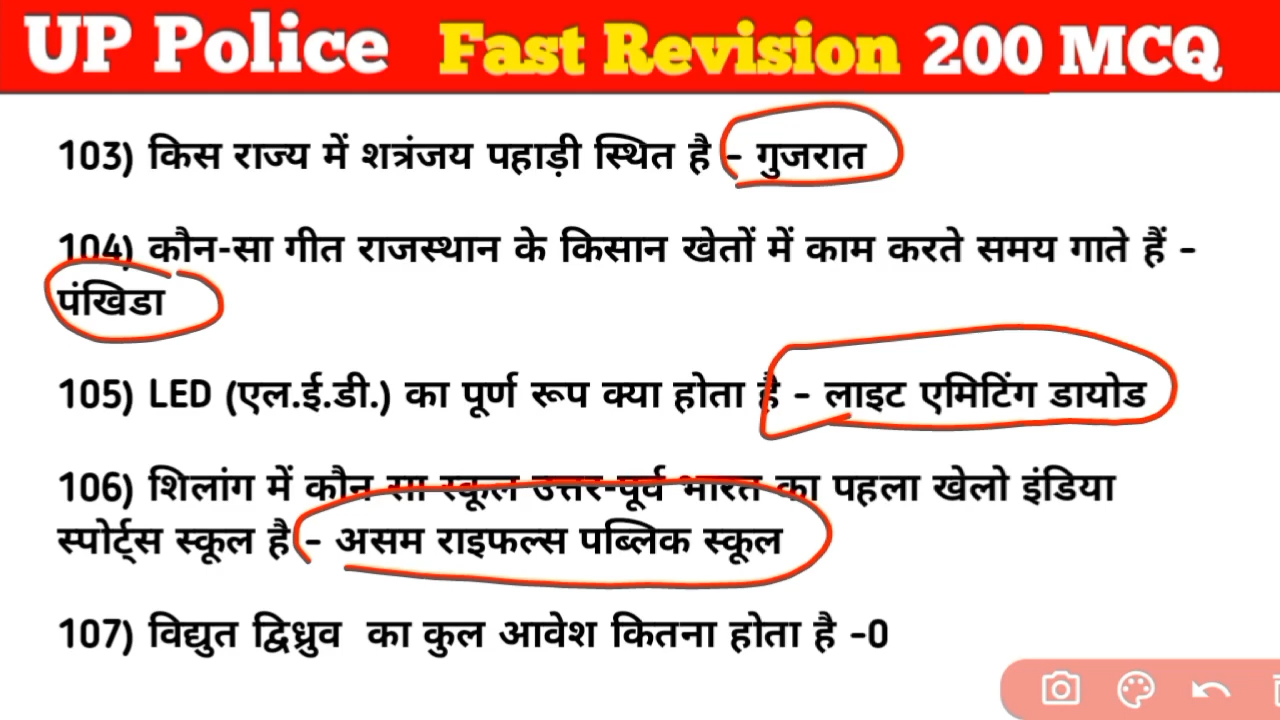 UP Police Fast Revision 200 MCQ
103) किस राज्य में शत्रंजय पहाड़ी स्थित है - गुजरात
104) कौन-सा गीत राजस्थान के किसान खेतों में काम करते समय गाते हैं -
पंखिडा
105) LED (एल.ई.डी.) का पूर्ण रूप क्या होता है - लाइट एमिटिंग डायोड
106) शिलांग में कौन सा स्कूल उत्तर-पूर्व भारत का पहला खेलो इंडिया
स्पोर्ट्स स्कूल है - असम राइफल्स पब्लिक स्कूल
107) विद्युत द्विध्रुव का कुल आवेश कितना होता है -0